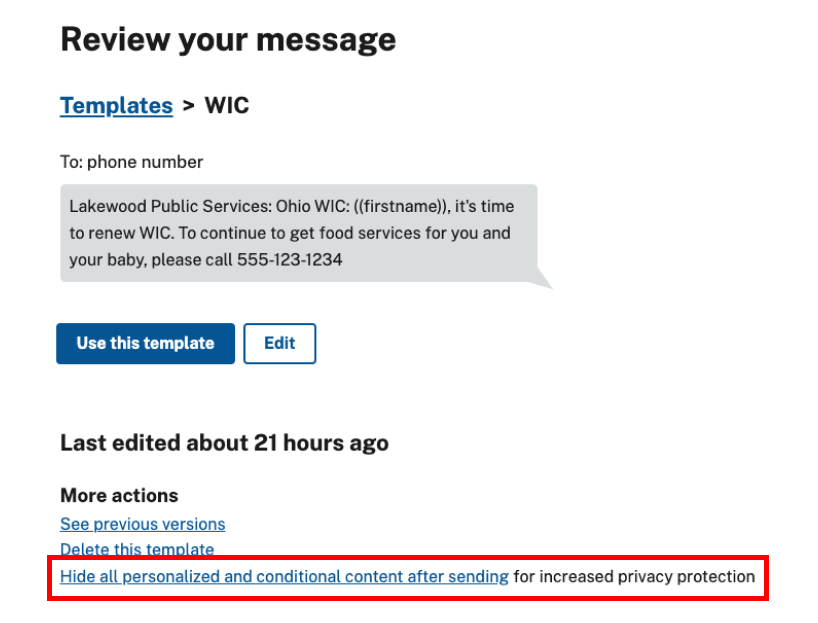 Review your message
Templates > WIC
To: phone number
Lakewood Public Services: Ohio WIC: ((firstname)), it's time
to renew WIC. To continue to get food services for you and
your baby, please call 555-123-1234
Use this template
Edit
Last edited about 21 hours ago
More actions
See previous versions
Delete this template
Hide all personalized and conditional content after sending for increased privacy protection